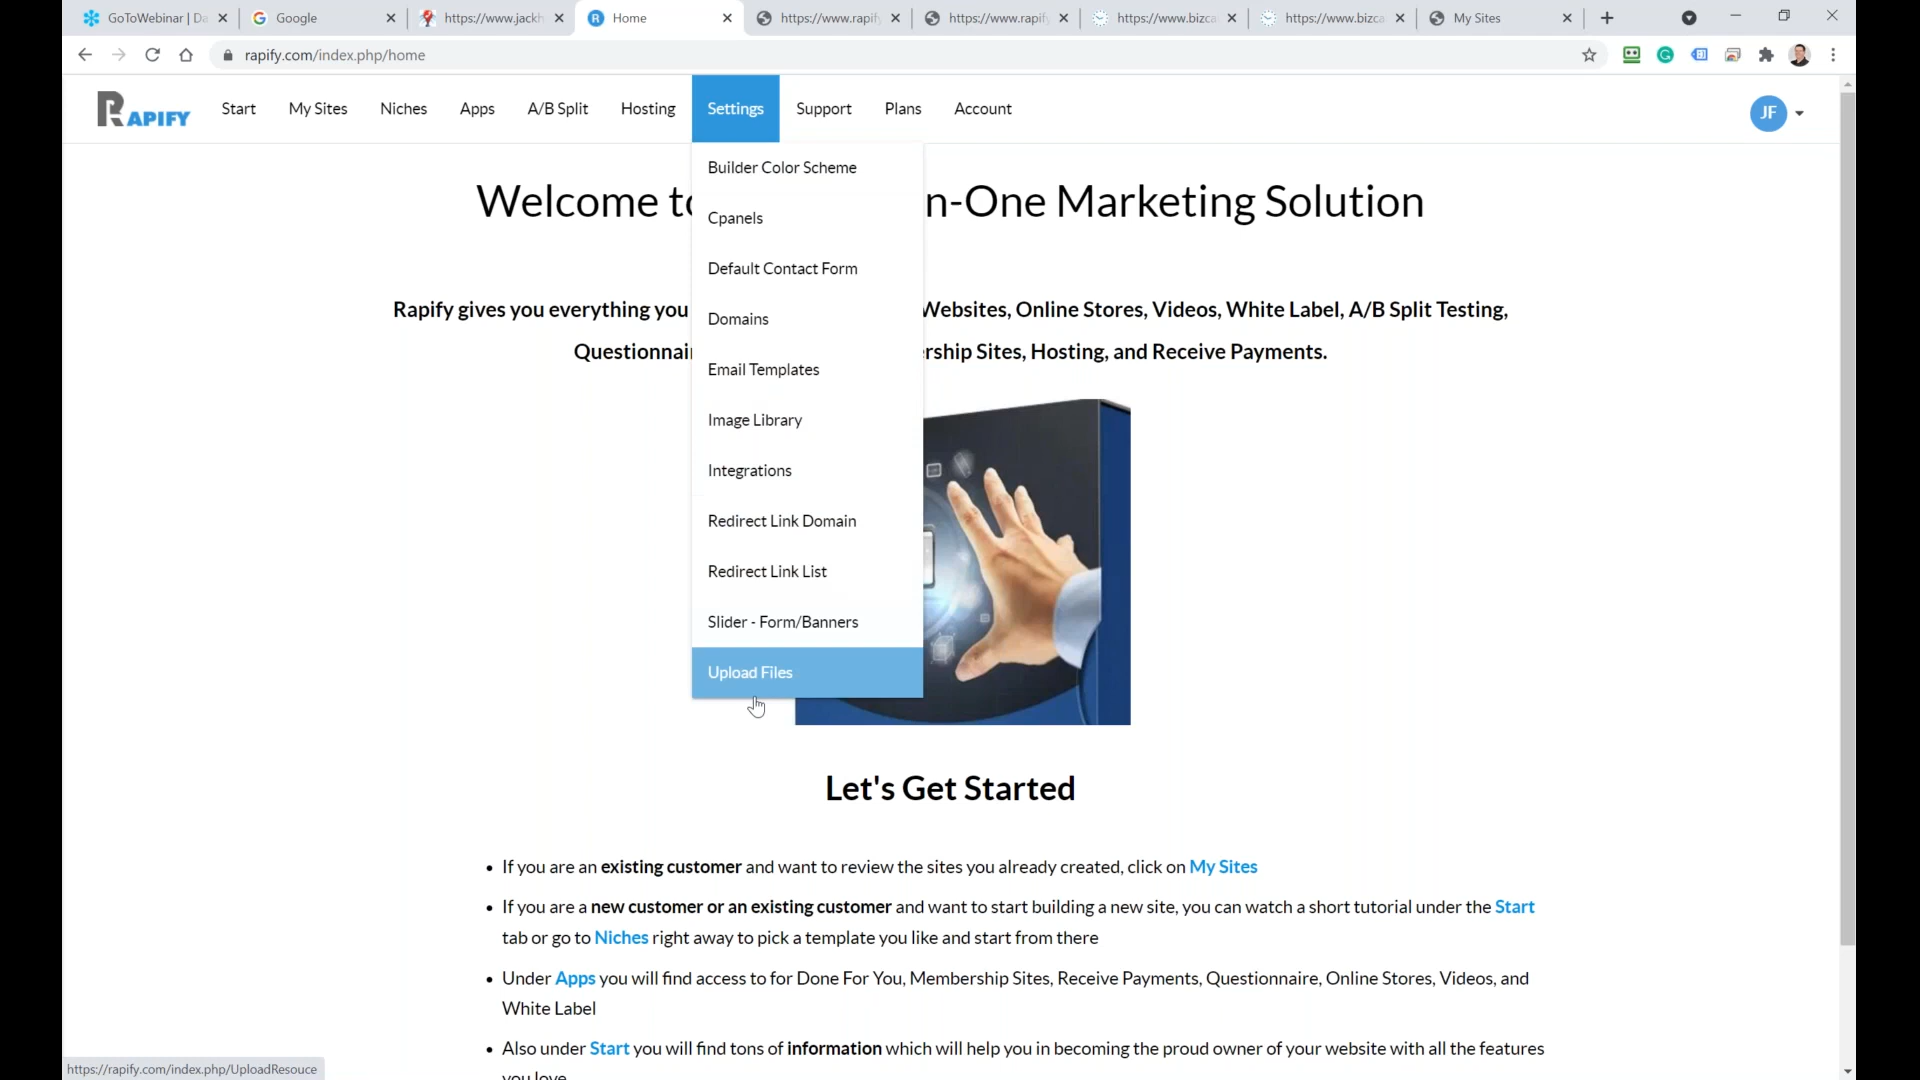 GoToWebinar | Da
Google
https://www.jackh
Home
https://www.rapify
https://www.rapify
https://www.bizca
https://www.bizca
My Sites
rapify.com/index.php/home
RAPIFY
Start
My Sites
Niches
Apps
A/B Split
Hosting
Settings
Support
Plans
Account
JF
Builder Color Scheme
Cpanels
Default Contact Form
Domains
Email Templates
Image Library
Integrations
Redirect Link Domain
Redirect Link List
Slider - Form/Banners
Upload Files
Welcome to n-One Marketing Solution
Rapify gives you everything you Websites, Online Stores, Videos, White Label, A/B Split Testing,
Questionnai ership Sites, Hosting, and Receive Payments.
Let's Get Started
• If you are an existing customer and want to review the sites you already created, click on My Sites
• If you are a new customer or an existing customer and want to start building a new site, you can watch a short tutorial under the Start
tab or go to Niches right away to pick a template you like and start from there
• Under Apps you will find access to for Done For You, Membership Sites, Receive Payments, Questionnaire, Online Stores, Videos, and
White Label
• Also under Start you will find tons of information which will help you in becoming the proud owner of your website with all the features
you love
https://rapify.com/index.php/UploadResouce